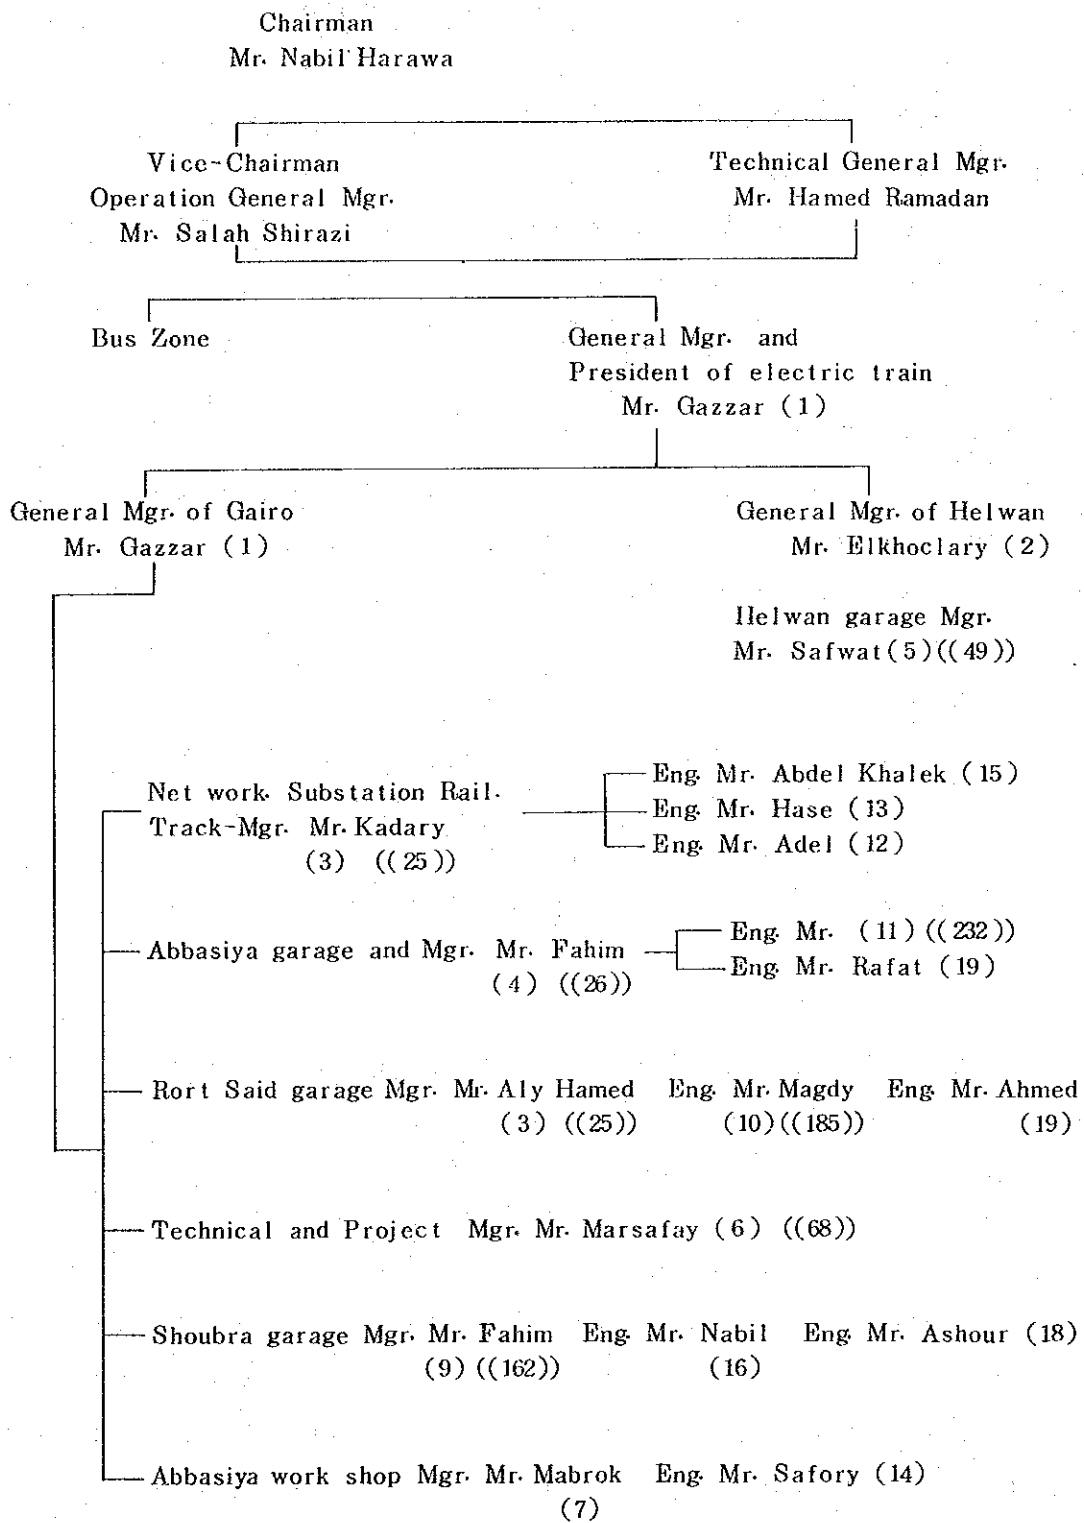 Chairman
Mr. Nabil Harawa
Vice-Chairman
Operation General Mgr.
Mr. Salah Shirazi
Technical General Mgr.
Mr. Hamed Ramadan
Bus Zone
General Mgr. and
President of electric train
Mr. Gazzar (1)
General Mgr. of Gairo
Mr. Gazzar (1)
General Mgr. of Helwan
Mr. Elkhoclary (2)
Helwan garage Mgr.
Mr. Safwat (5) ((49))
Net work Substation Rail.
Track-Mgr. Mr. Kadary
(3) ((25))
Eng. Mr. Abdel Khalek (15)
Eng. Mr. Hase (13)
Eng. Mr. Adel (12)
Abbasiya garage and Mgr. Mr. Fahim
(4) ((26))
Eng. Mr. (11) ((232))
Eng. Mr. Rafat (19)
Rort Said garage Mgr. Mr. Aly Hamed Eng. Mr. Magdy Eng. Mr. Ahmed
(3) ((25)) (10) ((185)) (19)
Technical and Project Mgr. Mr. Marsafay (6) ((68))
Shoubra garage Mgr. Mr. Fahim Eng. Mr. Nabil Eng. Mr. Ashour (18)
(9) ((162)) (16)
Abbasiya work shop Mgr. Mr. Mabrok Eng. Mr. Safory (14)
(7)